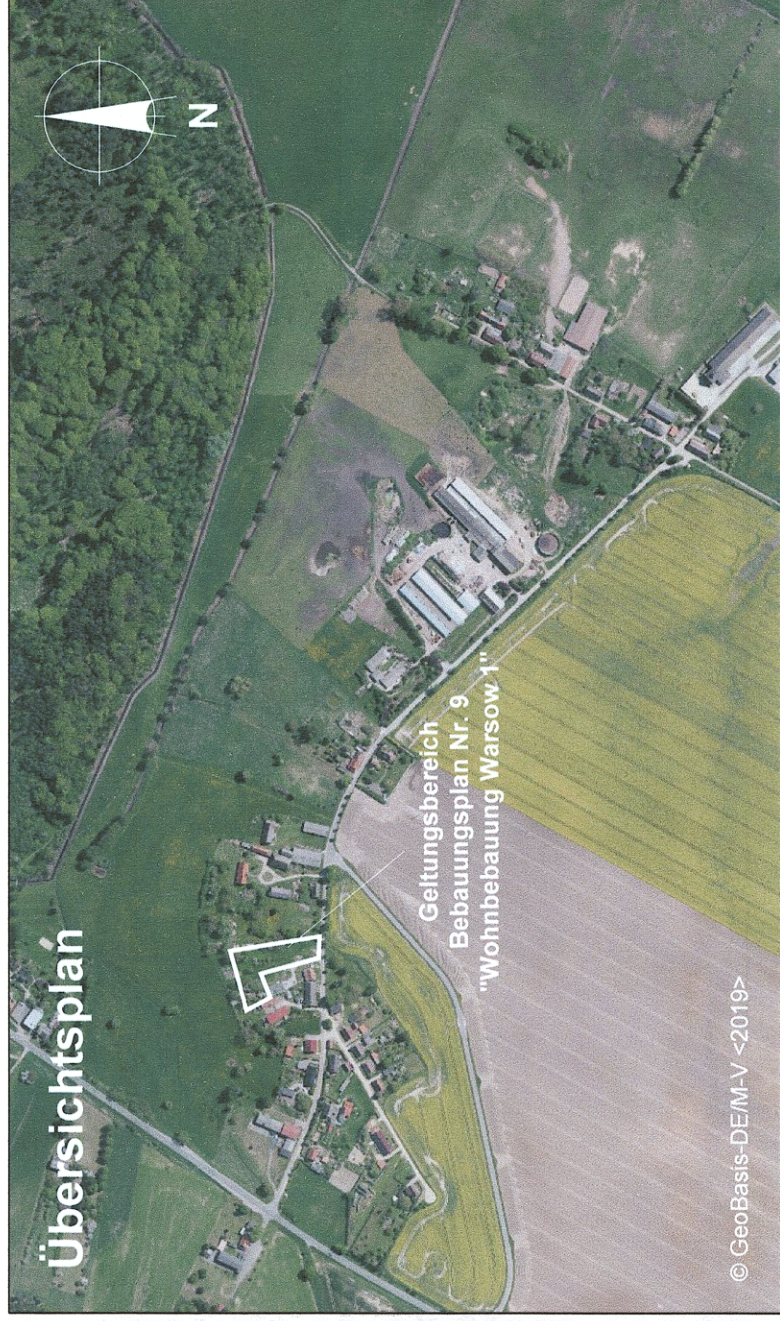 Übersichtsplan
N
Geltungsbereich
Bebauungsplan Nr. 9
"Wohnbebauung Warsow 1"
© GeoBasis-DE/M-V <2019>